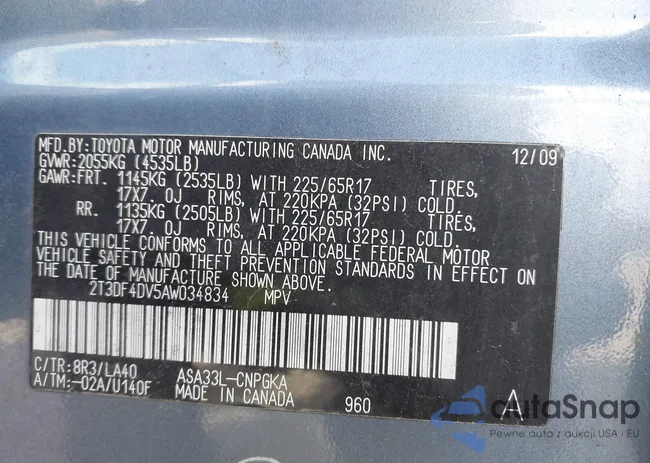 MFD.BY:TOYOTA MOTOR MANUFACTURING CANADA INC.
GVWR:2055KG (4535LB) 12/09
GAWR:FRT. 1145KG (2535LB) WITH 225/65R17 TIRES,
17X7. OJ RIMS, AT 220KPA (32PSI) COLD.
RR. 1135KG (2505LB) WITH 225/65R17 TIRES,
17X7. OJ RIMS, AT 220KPA (32PSI) COLD.
THIS VEHICLE CONFORMS TO ALL APPLICABLE FEDERAL MOTOR
VEHICLE SAFETY AND THEFT PREVENTION STANDARDS IN EFFECT ON
THE DATE OF MANUFACTURE SHOWN ABOVE.
2T3DF4DV5AW034834 MPV
C/TR:8R3/LA40 ASA33L-CNPGKA
A/TM:-02A/U140F MADE IN CANADA 960 A
autaSnap
Pewne auta z aukcji USA i EU